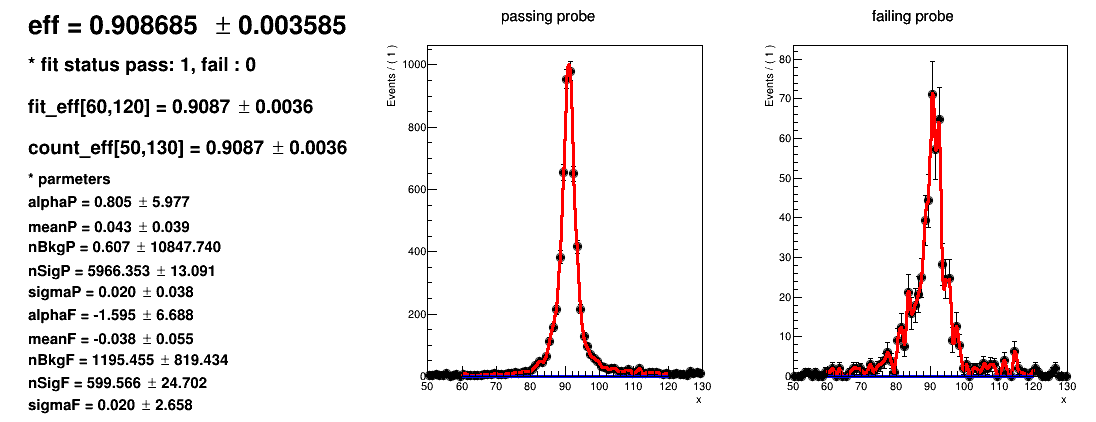 eff = 0.908685 ± 0.003585
* fit status pass: 1, fail : 0
fit_eff[60,120] = 0.9087 ± 0.0036
count_eff[50,130] = 0.9087 ± 0.0036
* parmeters
alphaP = 0.805 ± 5.977
meanP = 0.043 ± 0.039
nBkgP = 0.607 ± 10847.740
nSigP = 5966.353 ± 13.091
sigmaP = 0.020 ± 0.038
alphaF = -1.595 ± 6.688
meanF = -0.038 ± 0.055
nBkgF = 1195.455 ± 819.434
nSigF = 599.566 ± 24.702
sigmaF = 0.020 ± 2.658
passing probe
Events / ( 1 )
1000
800
600
400
200
0
50 60 70 80 90 100 110 120 130
x
failing probe
Events / ( 1 )
80
70
60
50
40
30
20
10
0
50 60 70 80 90 100 110 120 130
x